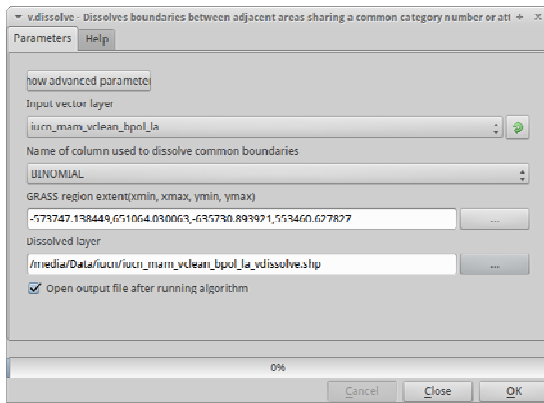 v.dissolve - Dissolves boundaries between adjacent areas sharing a common category number or att
Parameters Help
how advanced paramete
Input vector layer
iucn_mam_vclean_bpol_la
Name of column used to dissolve common boundaries
BINOMIAL
GRASS region extent(xmin, xmax, ymin, ymax)
-573747.138449,651064.030063,-635730.893921,553460.627827
...
Dissolved layer
/media/Data/iucn/iucn_mam_vclean_bpol_la_vdissolve.shp
...
Open output file after running algorithm
0%
Cancel Close OK